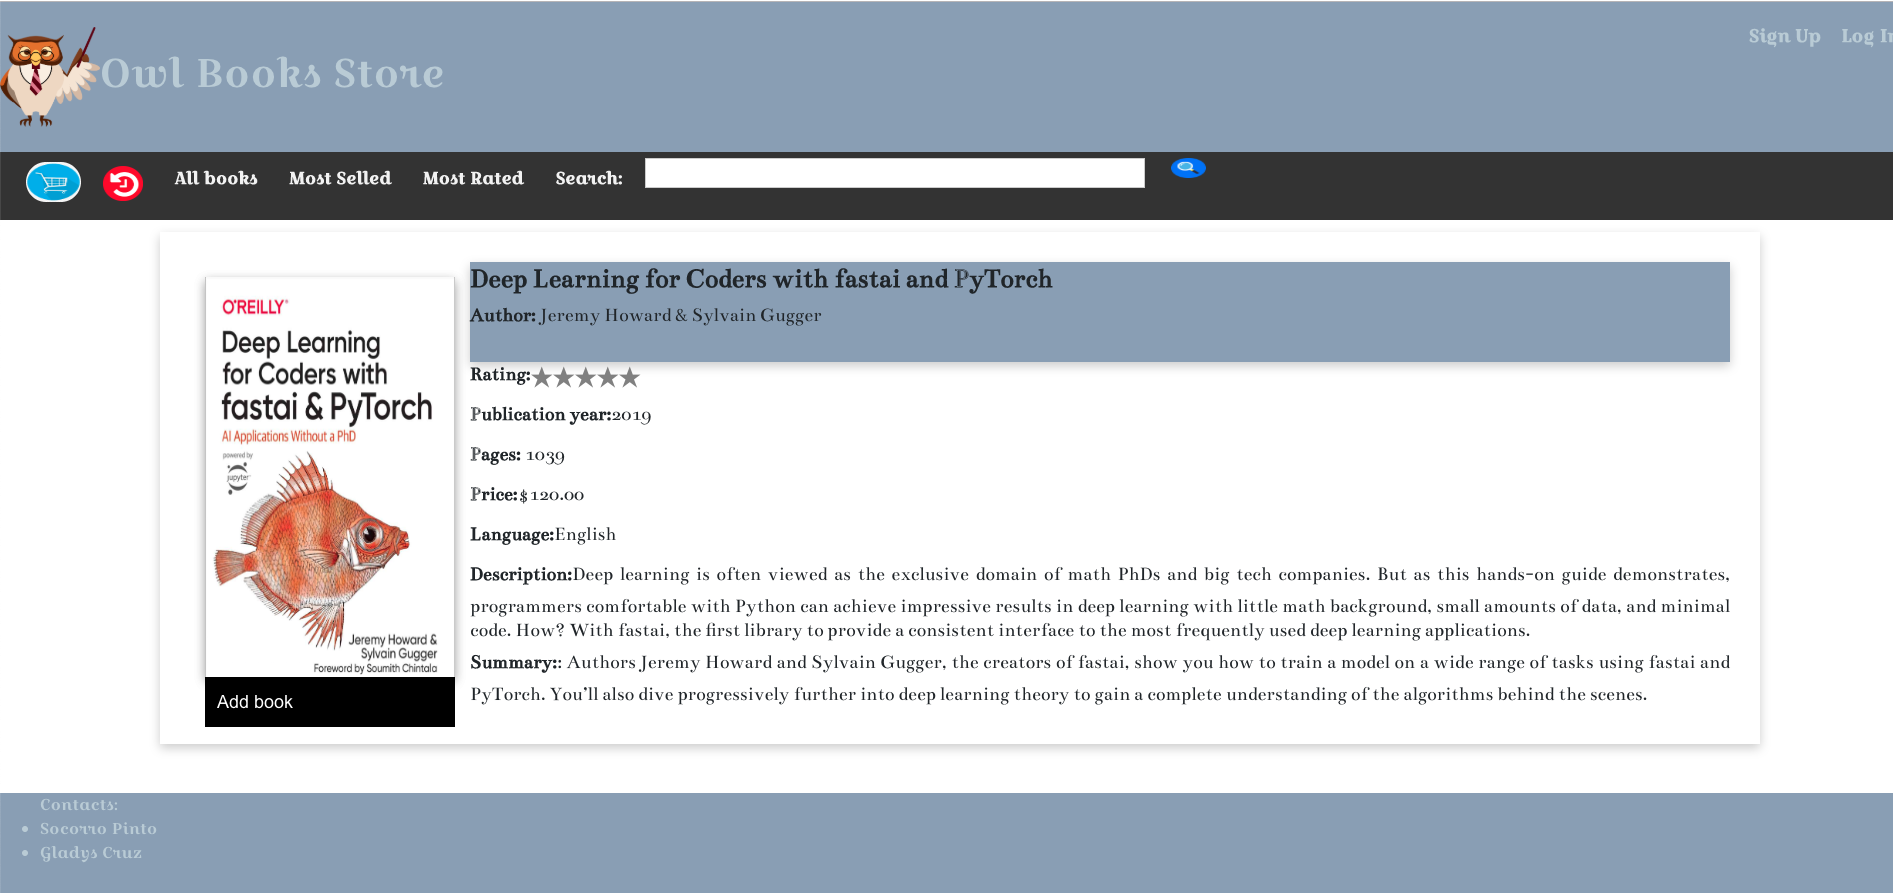 Sign Up Log In
Owl Books Store
All books Most Selled Most Rated Search:
Deep Learning for Coders with fastai and PyTorch
Author: Jeremy Howard & Sylvain Gugger
O'REILLY®
Deep Learning
for Coders with
fastai & PyTorch
AI Applications Without a PhD
powered by
jupyter
Jeremy Howard &
Sylvain Gugger
Foreword by Soumith Chintala
Add book
Rating:★★★★★
Publication year:2019
Pages: 1039
Price:$120.00
Language:English
Description:Deep learning is often viewed as the exclusive domain of math PhDs and big tech companies. But as this hands-on guide demonstrates,
programmers comfortable with Python can achieve impressive results in deep learning with little math background, small amounts of data, and minimal
code. How? With fastai, the first library to provide a consistent interface to the most frequently used deep learning applications.
Summary:: Authors Jeremy Howard and Sylvain Gugger, the creators of fastai, show you how to train a model on a wide range of tasks using fastai and
PyTorch. You’ll also dive progressively further into deep learning theory to gain a complete understanding of the algorithms behind the scenes.
Contacts:
• Socorro Pinto
• Gladys Cruz